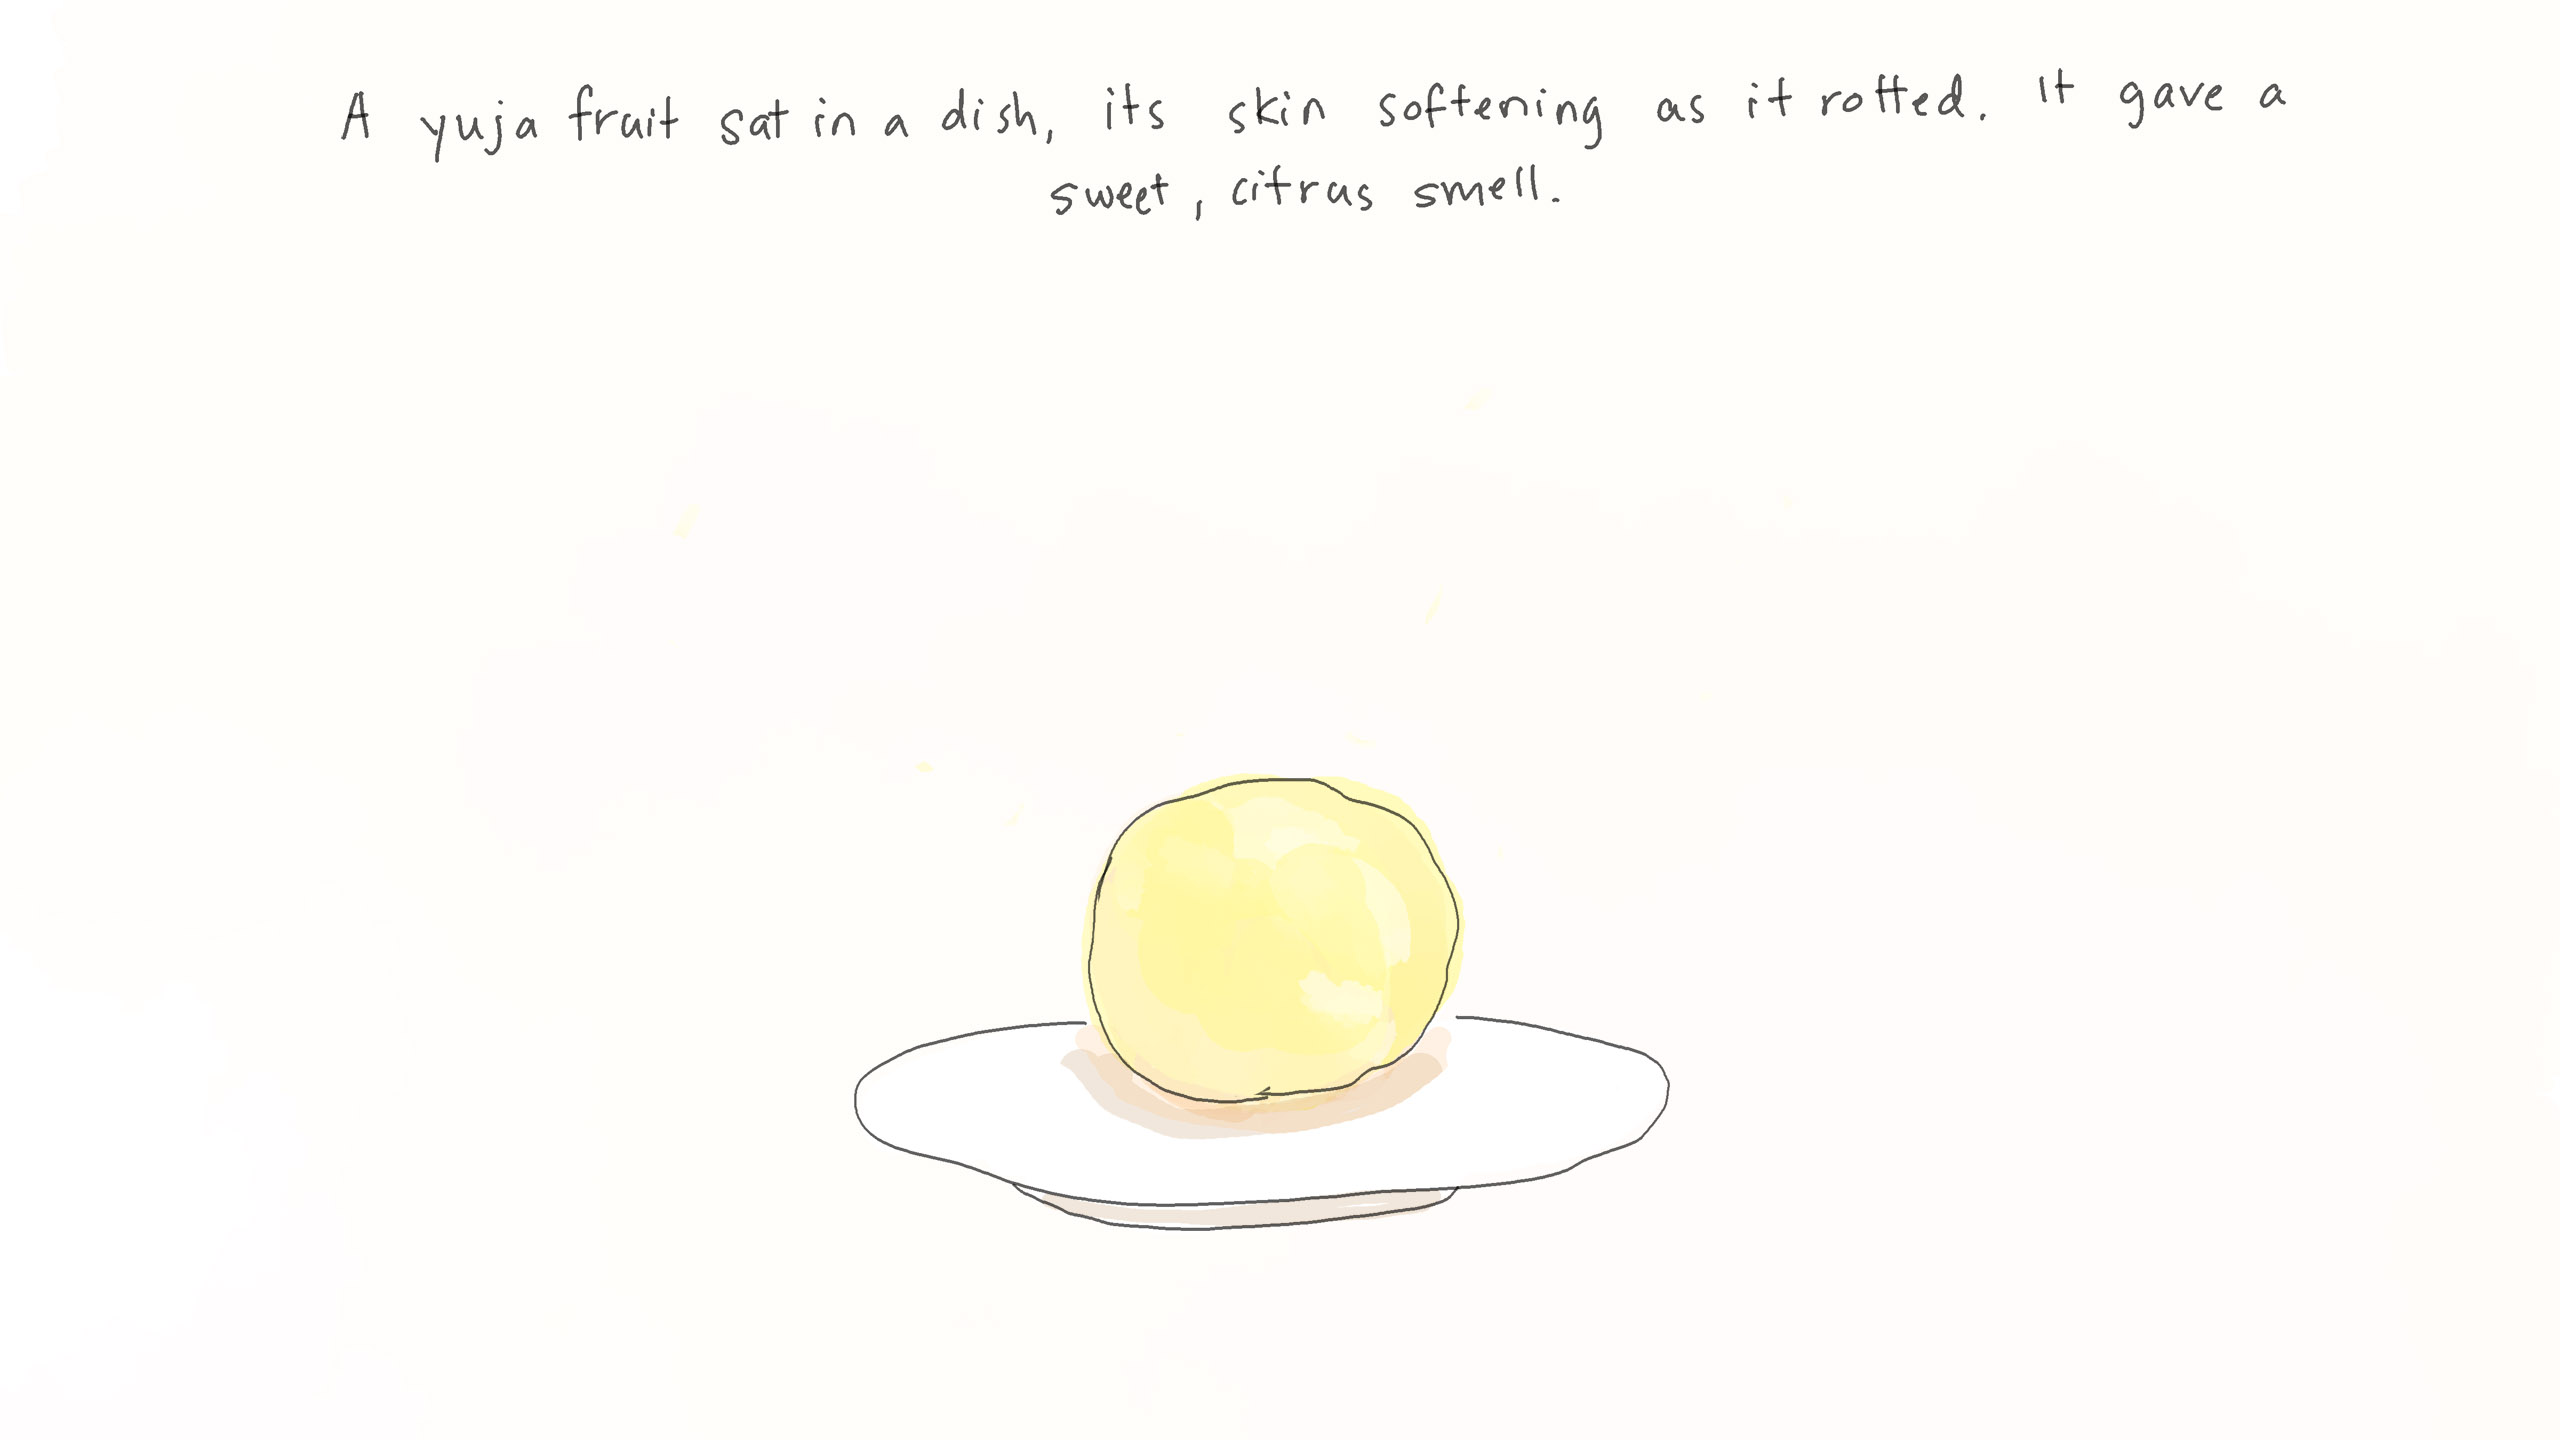 A yuja fruit sat in a dish, its skin softening as it rotted. It gave a
sweet, citrus smell.